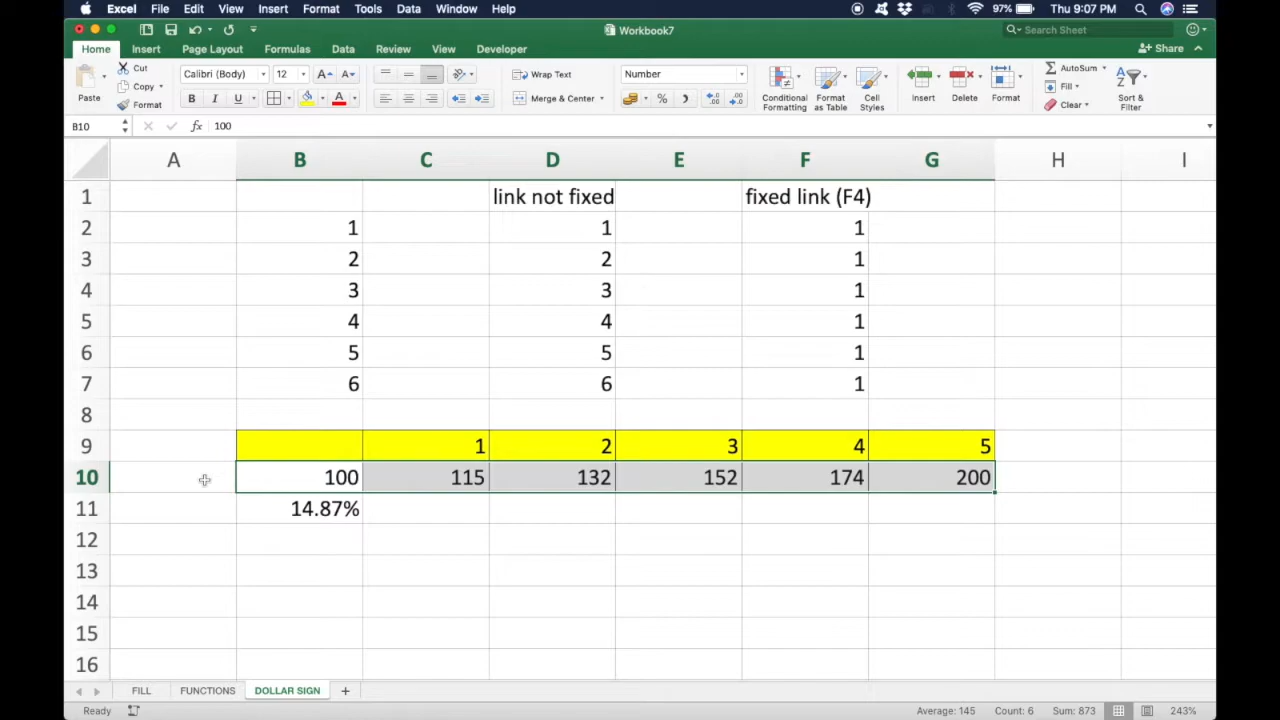 Excel File Edit View Insert Format Tools Data Window Help 97% Thu 9:07 PM
Workbook7 Search Sheet
Home Insert Page Layout Formulas Data Review View Developer Share
Cut Calibri (Body) 12 A A Wrap Text Number AutoSum
Copy Fill
Paste Format B I U A Merge & Center % Conditional Formatting Format as Table Cell Styles Insert Delete Format Clear Sort & Filter
B10 fx 100
A B C D E F G H I
1 link not fixed fixed link (F4)
2 1 1 1
3 2 2 1
4 3 3 1
5 4 4 1
6 5 5 1
7 6 6 1
8
9 1 2 3 4 5
10 100 115 132 152 174 200
11 14.87%
12
13
14
15
16
FILL FUNCTIONS DOLLAR SIGN +
Ready Average: 145 Count: 6 Sum: 873 243%